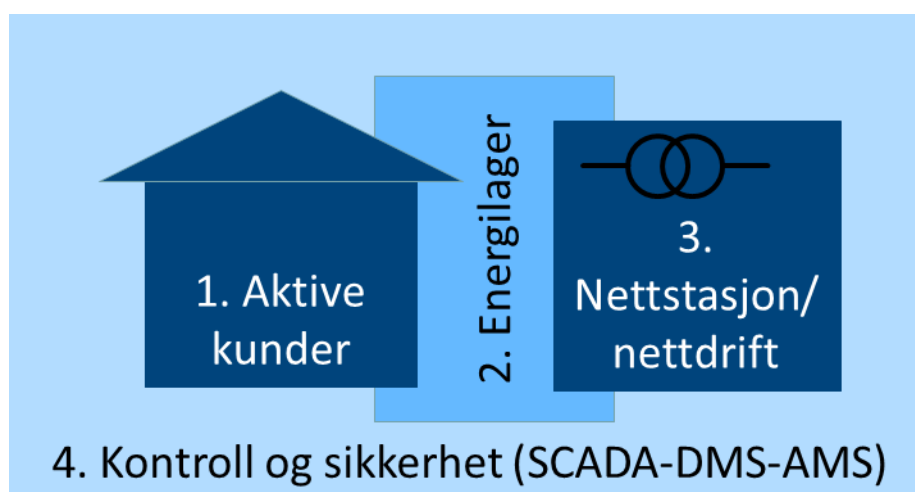 1. Aktive
kunder
2. Energilager
3.
Nettstasjon/
nettdrift
4. Kontroll og sikkerhet (SCADA-DMS-AMS)